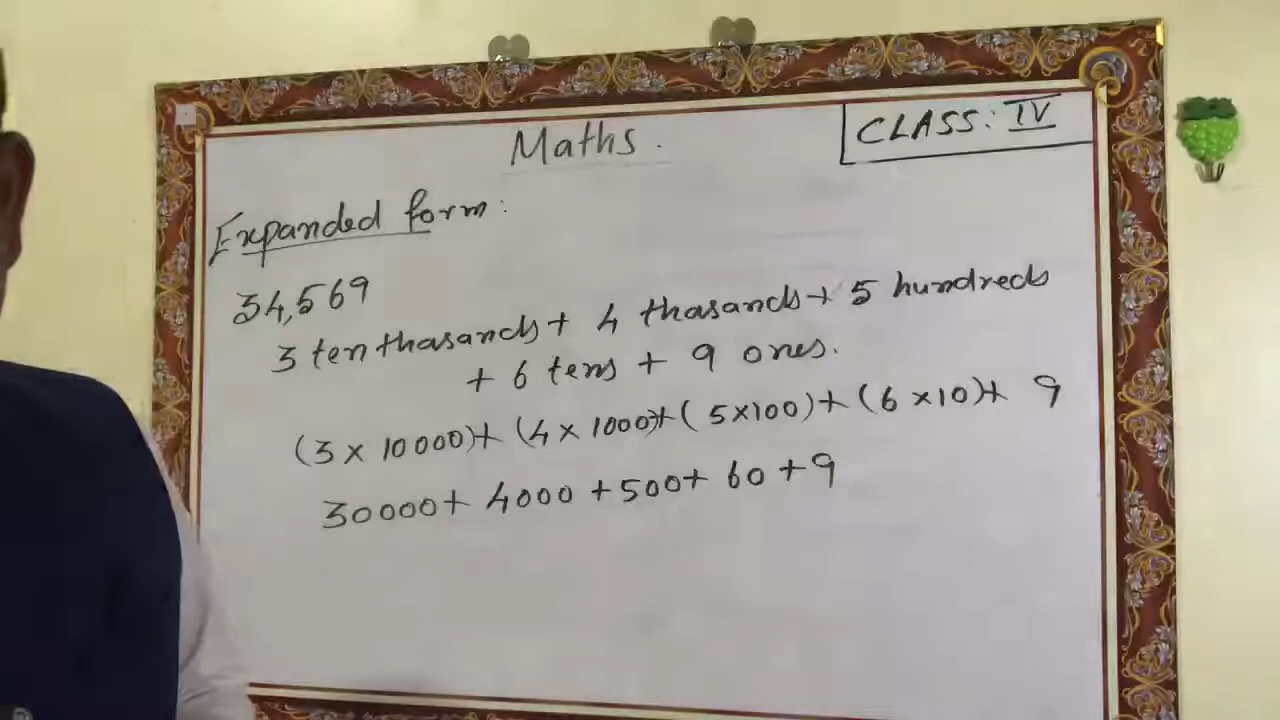 Maths.
CLASS: IV
Expanded form:
34,569
3 ten thasands + 4 thasands + 5 hundreds
+ 6 tens + 9 ones.
(3 × 10000)+ (4 × 1000)+ (5×100)+ (6 ×10)+ 9
30000+ 4000 +500+ 60 +9